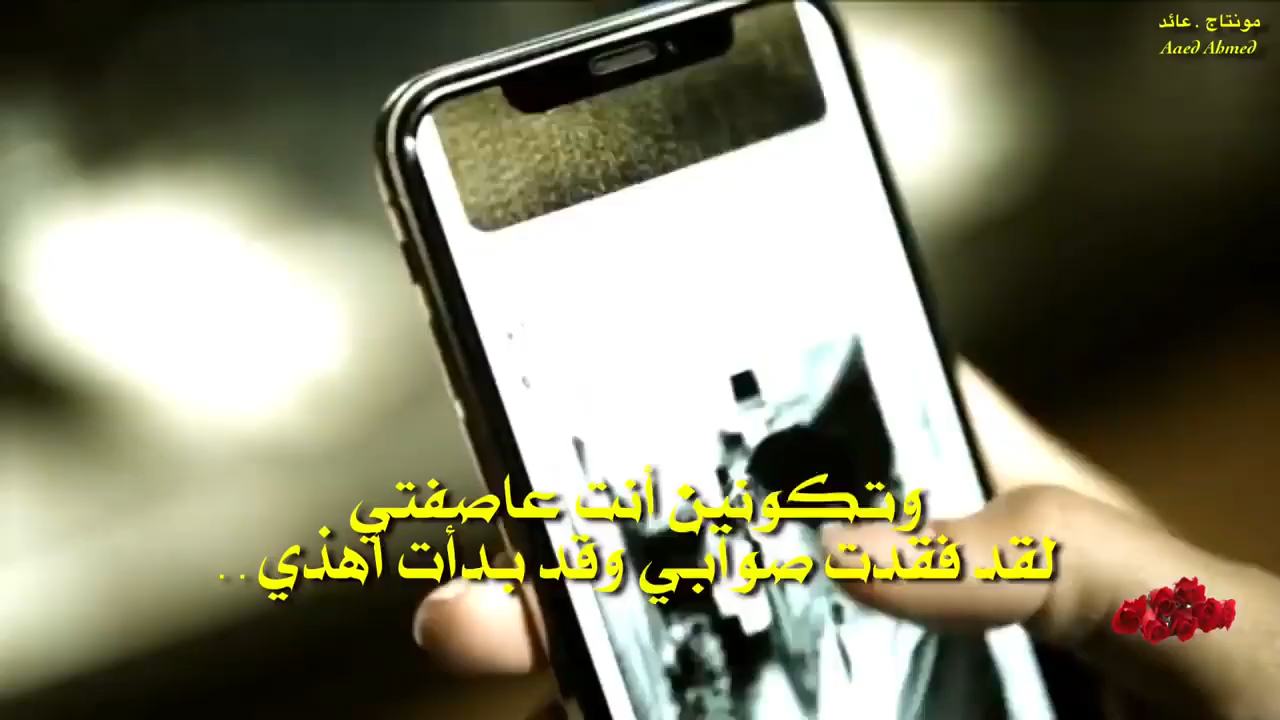 مونتاج . عائد
Aaed Ahmed
وتكونين أنت عاصفتي
لقد فقدت صوابي وقد بدأت أهذي . .